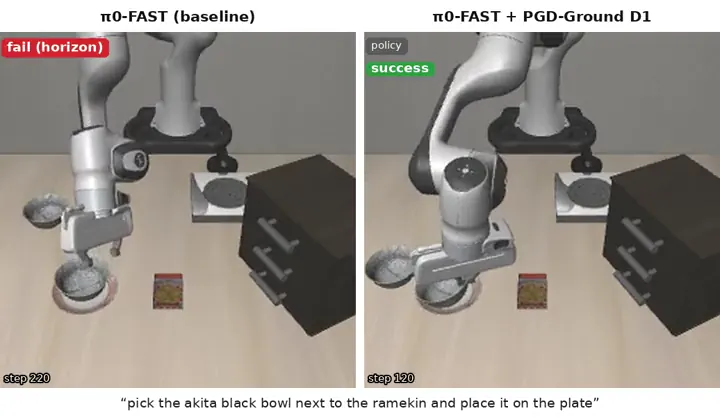 π0-FAST (baseline)
π0-FAST + PGD-Ground D1
fail (horizon)
policy
success
step 220
step 120
“pick the akita black bowl next to the ramekin and place it on the plate”